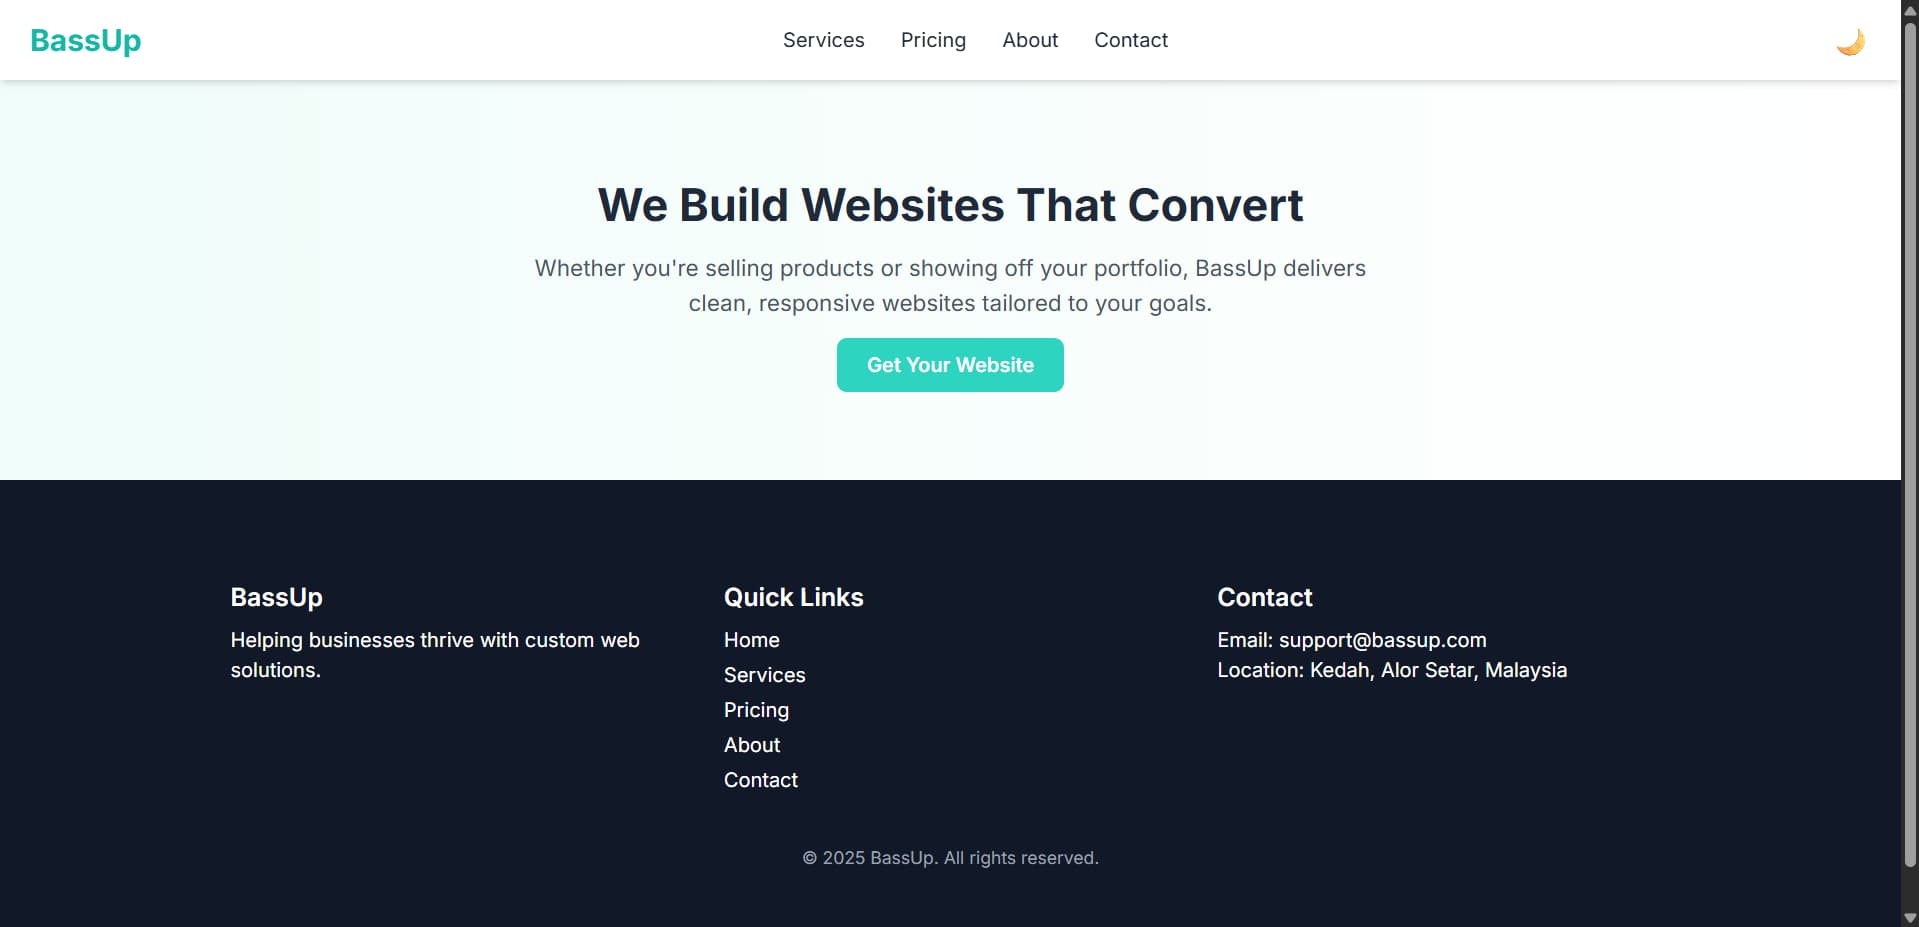 BassUp
Services
Pricing
About
Contact
We Build Websites That Convert
Whether you're selling products or showing off your portfolio, BassUp delivers
clean, responsive websites tailored to your goals.
Get Your Website
BassUp
Helping businesses thrive with custom web
solutions.
Quick Links
Home
Services
Pricing
About
Contact
Contact
Email: support@bassup.com
Location: Kedah, Alor Setar, Malaysia
© 2025 BassUp. All rights reserved.